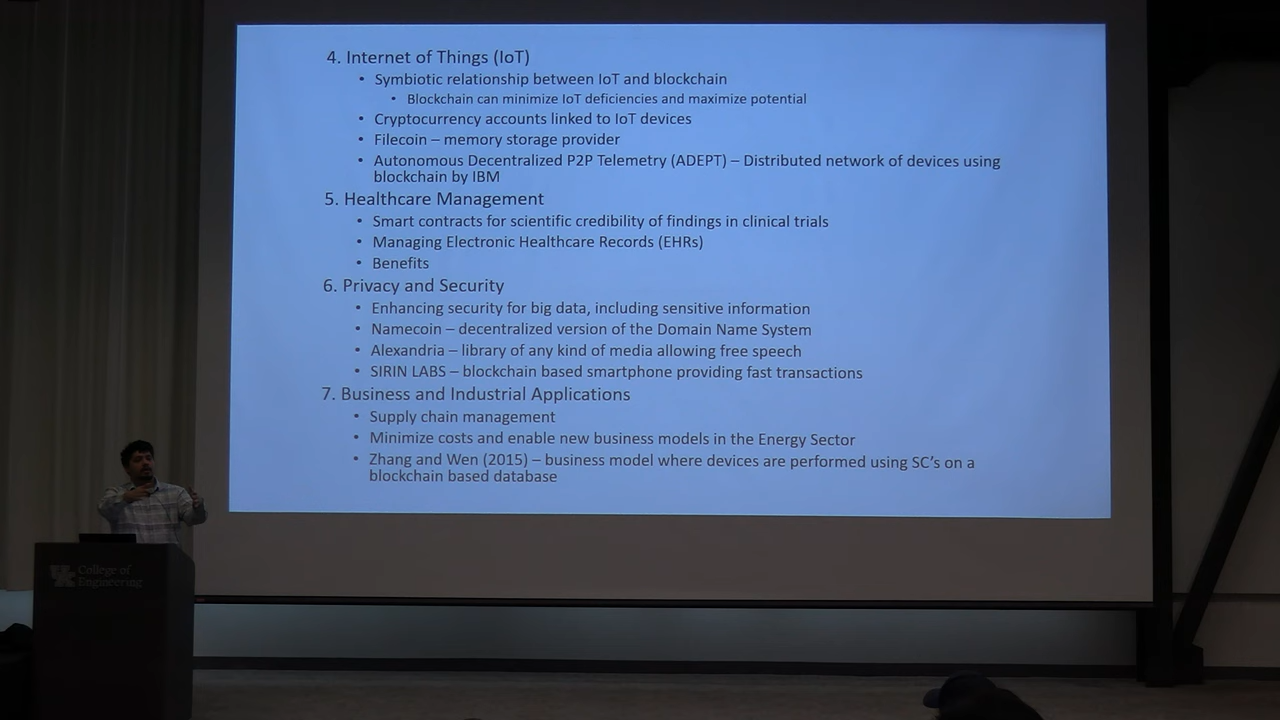 4. Internet of Things (IoT)
• Symbiotic relationship between IoT and blockchain
• Blockchain can minimize IoT deficiencies and maximize potential
• Cryptocurrency accounts linked to IoT devices
• Filecoin – memory storage provider
• Autonomous Decentralized P2P Telemetry (ADEPT) – Distributed network of devices using
blockchain by IBM
5. Healthcare Management
• Smart contracts for scientific credibility of findings in clinical trials
• Managing Electronic Healthcare Records (EHRs)
• Benefits
6. Privacy and Security
• Enhancing security for big data, including sensitive information
• Namecoin – decentralized version of the Domain Name System
• Alexandria – library of any kind of media allowing free speech
• SIRIN LABS – blockchain based smartphone providing fast transactions
7. Business and Industrial Applications
• Supply chain management
• Minimize costs and enable new business models in the Energy Sector
• Zhang and Wen (2015) – business model where devices are performed using SC's on a
blockchain based database
UK College of
Engineering